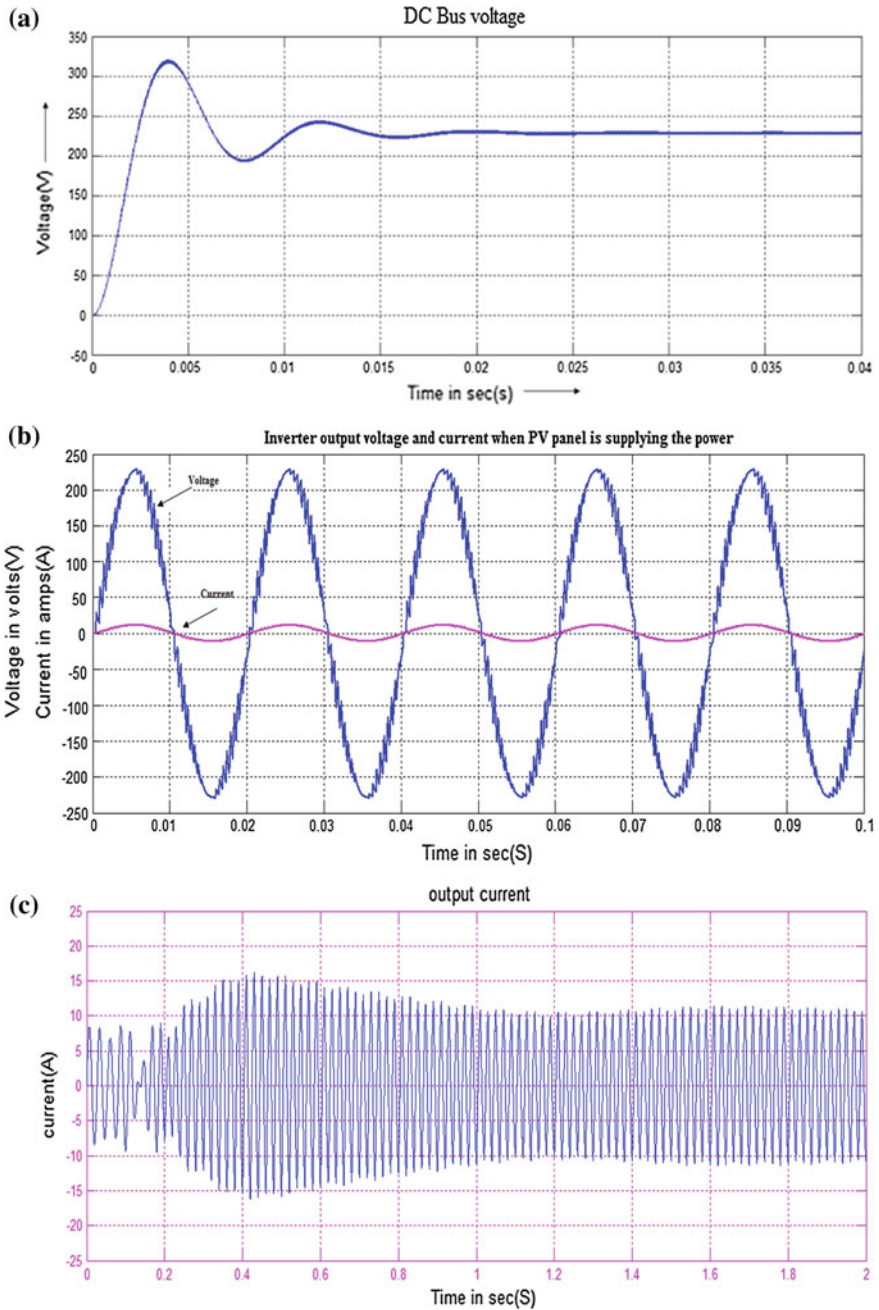 (a)
DC Bus voltage
350
300
250
200
150
100
50
0
-50
Voltage(V)
0 0.005 0.01 0.015 0.02 0.025 0.03 0.035 0.04
Time in sec(s)
(b)
Inverter output voltage and current when PV panel is supplying the power
250
200
150
100
50
0
-50
-100
-150
-200
-250
Voltage in volts(V)
Current in amps(A)
Voltage
Current
0 0.01 0.02 0.03 0.04 0.05 0.06 0.07 0.08 0.09 0.1
Time in sec(S)
(c)
output current
25
20
15
10
5
0
-5
-10
-15
-20
-25
current(A)
0 0.2 0.4 0.6 0.8 1 1.2 1.4 1.6 1.8 2
Time in sec(S)